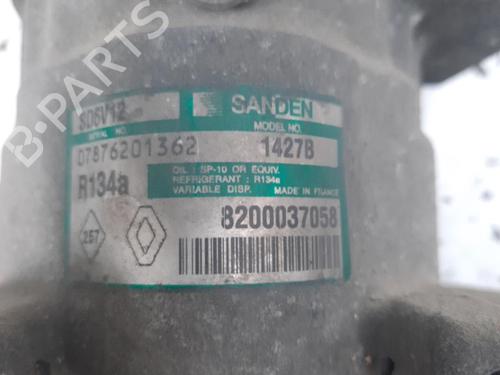 B-PARTS
SD6V12
SANDEN
SERIAL NO.
MODEL NO.
07876201362
1427B
R134a
OIL : SP-10 OR EQUIV.
REFRIGERANT : R134a
VARIABLE DISP. MADE IN FRANCE
257
8200037058